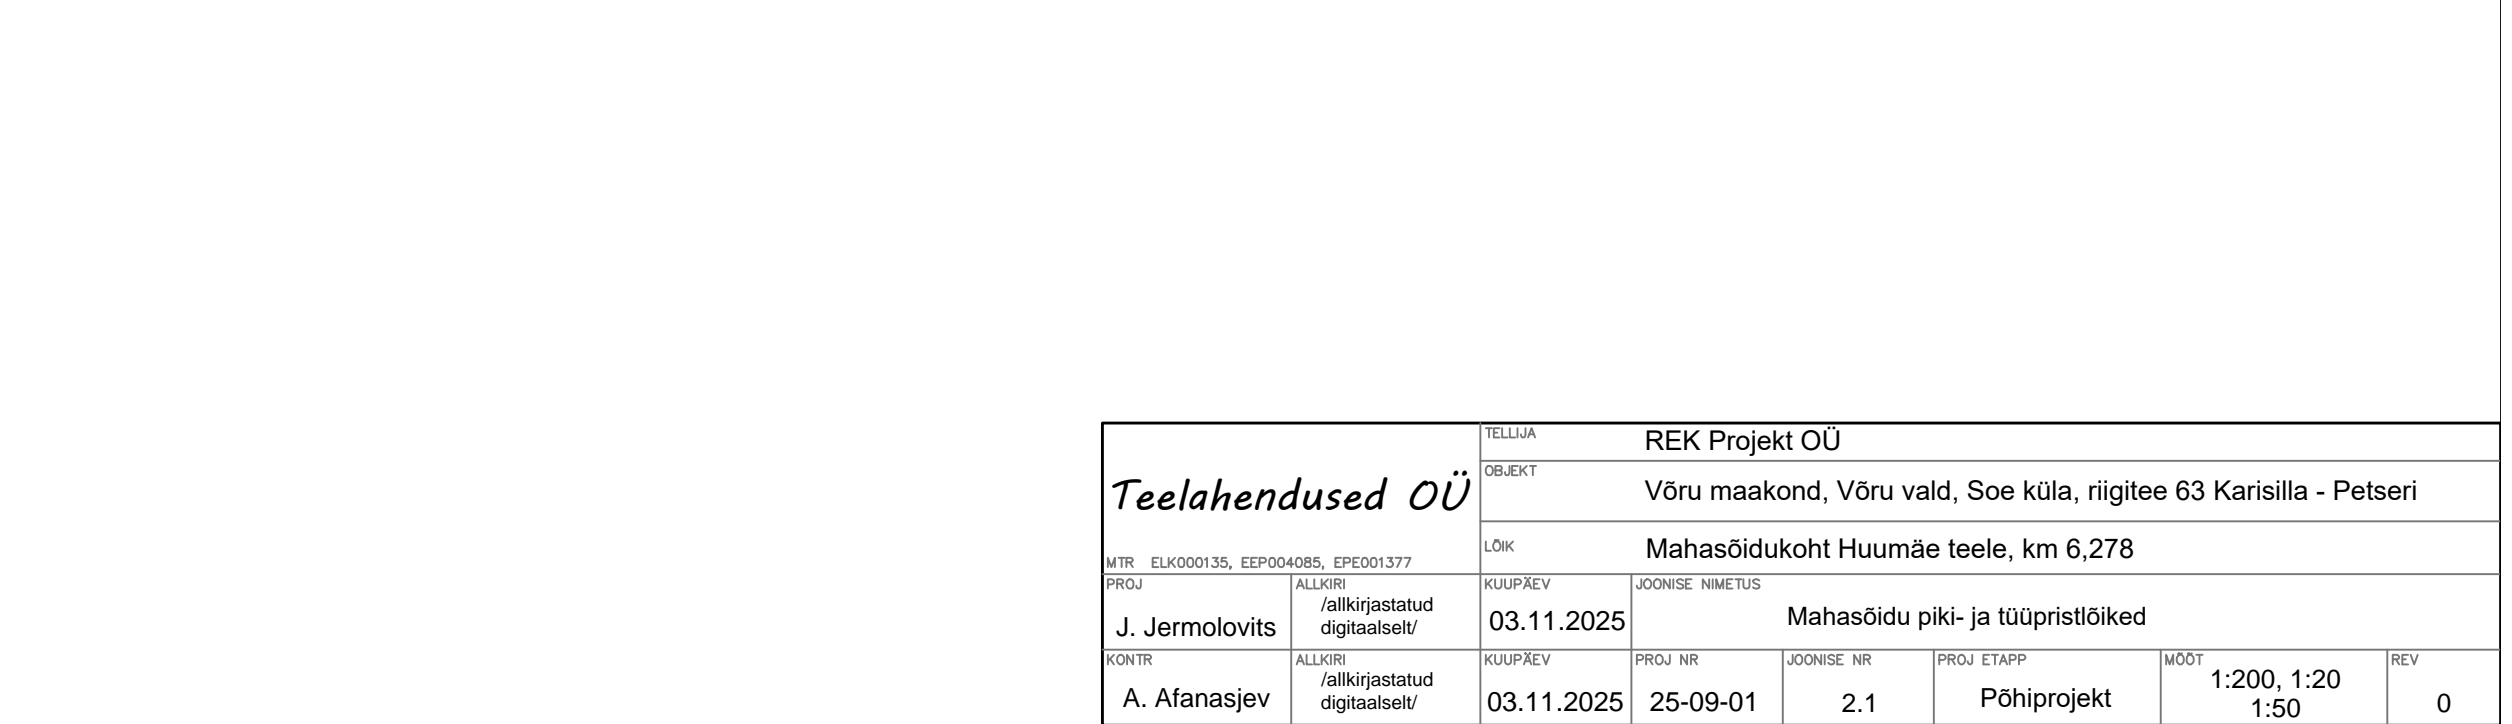 Teelahendused OÜ
MTR ELK000135, EEP004085, EPE001377
TELLIJA REK Projekt OÜ
OBJEKT Võru maakond, Võru vald, Soe küla, riigitee 63 Karisilla - Petseri
LÕIK Mahasõidukoht Huumäe teele, km 6,278
PROJ ALLKIRI KUUPÄEV JOONISE NIMETUS
/allkirjastatud
J. Jermolovits digitaalselt/ 03.11.2025 Mahasõidu piki- ja tüüpristlõiked
KONTR ALLKIRI KUUPÄEV PROJ NR JOONISE NR PROJ ETAPP MÕÕT REV
/allkirjastatud 1:200, 1:20
A. Afanasjev digitaalselt/ 03.11.2025 25-09-01 2.1 Põhiprojekt 1:50 0